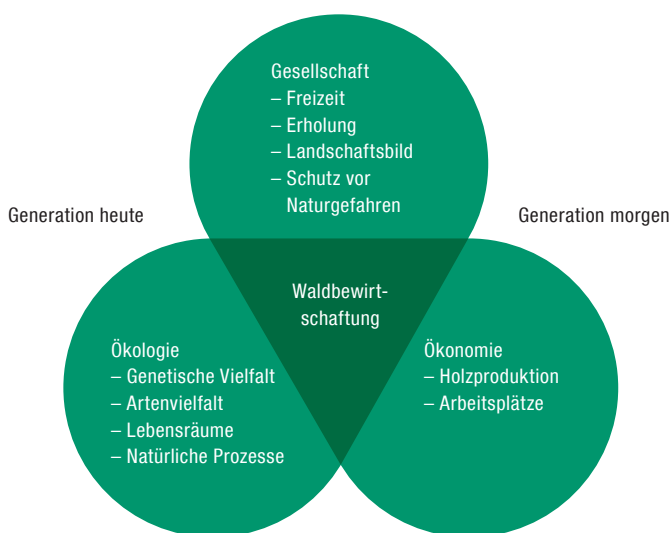 Gesellschaft
– Freizeit
– Erholung
– Landschaftsbild
– Schutz vor
Naturgefahren
Generation heute
Generation morgen
Waldbewirt-
schaftung
Ökologie
– Genetische Vielfalt
– Artenvielfalt
– Lebensräume
– Natürliche Prozesse
Ökonomie
– Holzproduktion
– Arbeitsplätze